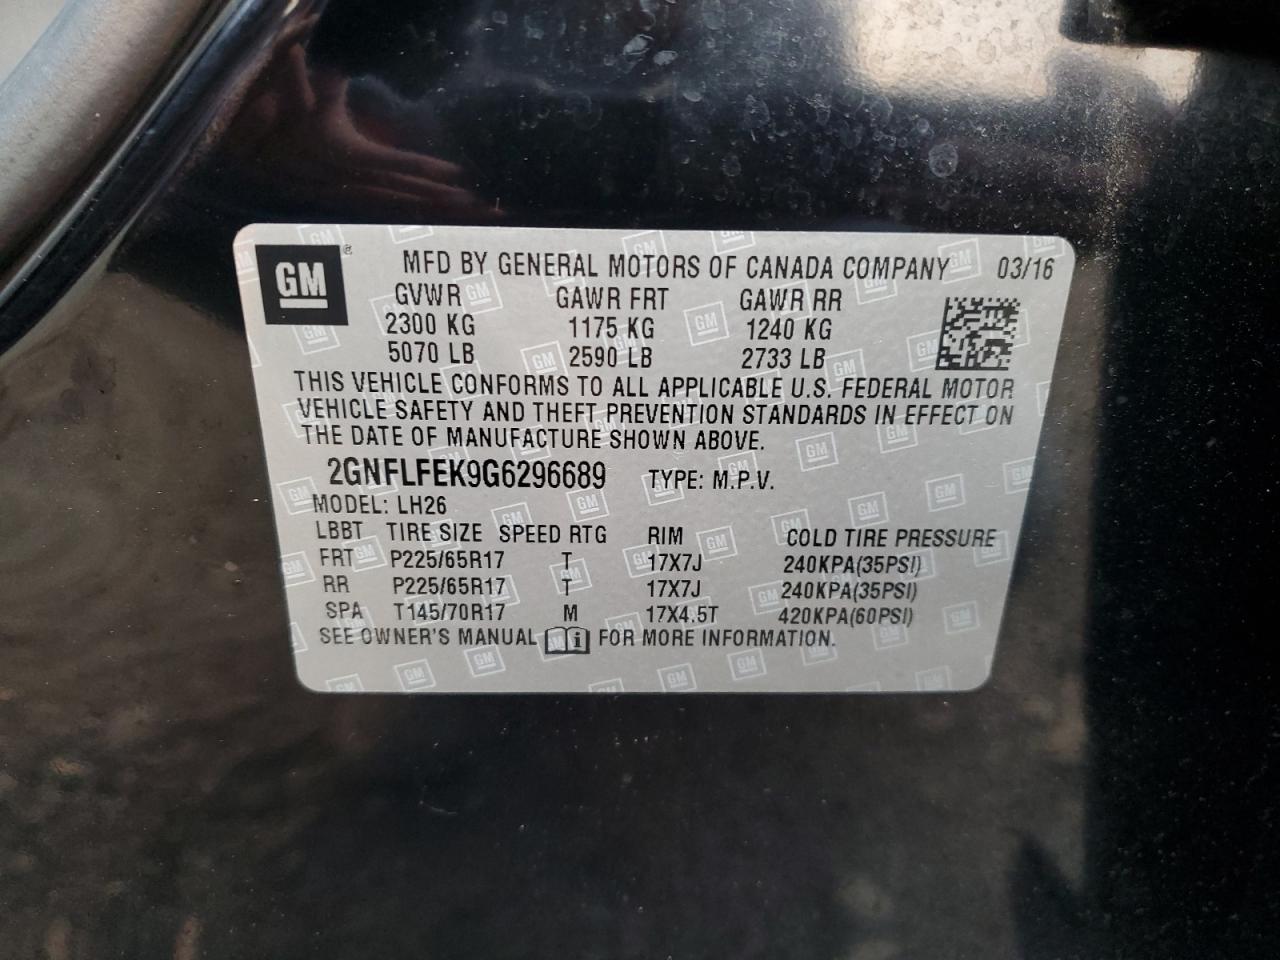 GM® MFD BY GENERAL MOTORS OF CANADA COMPANY 03/16
GVWR GAWR FRT GAWR RR
2300 KG 1175 KG 1240 KG
5070 LB 2590 LB 2733 LB
THIS VEHICLE CONFORMS TO ALL APPLICABLE U.S. FEDERAL MOTOR
VEHICLE SAFETY AND THEFT PREVENTION STANDARDS IN EFFECT ON
THE DATE OF MANUFACTURE SHOWN ABOVE.
2GNFLFEK9G6296689 TYPE: M.P.V.
MODEL: LH26
LBBT TIRE SIZE SPEED RTG RIM COLD TIRE PRESSURE
FRT P225/65R17 T 17X7J 240KPA(35PSI)
RR P225/65R17 T 17X7J 240KPA(35PSI)
SPA T145/70R17 M 17X4.5T 420KPA(60PSI)
SEE OWNER'S MANUAL i FOR MORE INFORMATION.